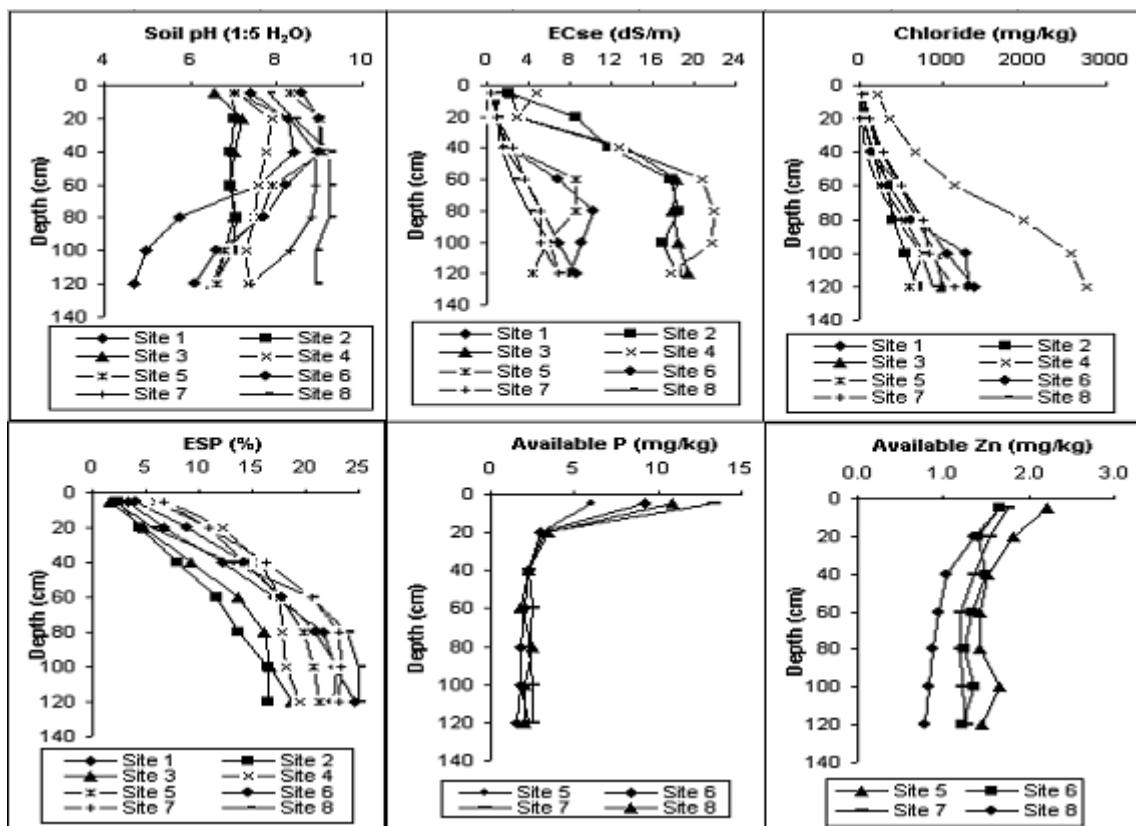 Soil pH (1:5 H₂O)
4 6 8 10
0
20
40
60
80
100
120
140
Depth (cm)
Site 1 Site 2
Site 3 Site 4
Site 5 Site 6
Site 7 Site 8
ECse (dS/m)
0 4 8 12 16 20 24
0
20
40
60
80
100
120
140
Depth (cm)
Site 1 Site 2
Site 3 Site 4
Site 5 Site 6
Site 7 Site 8
Chloride (mg/kg)
0 1000 2000 3000
0
20
40
60
80
100
120
140
Depth (cm)
Site 1 Site 2
Site 3 Site 4
Site 5 Site 6
Site 7 Site 8
ESP (%)
0 5 10 15 20 25
0
20
40
60
80
100
120
140
Depth (cm)
Site 1 Site 2
Site 3 Site 4
Site 5 Site 6
Site 7 Site 8
Available P (mg/kg)
0 5 10 15
0
20
40
60
80
100
120
140
Depth (cm)
Site 5 Site 6
Site 7 Site 8
Available Zn (mg/kg)
0.0 1.0 2.0 3.0
0
20
40
60
80
100
120
140
Depth (cm)
Site 5 Site 6
Site 7 Site 8